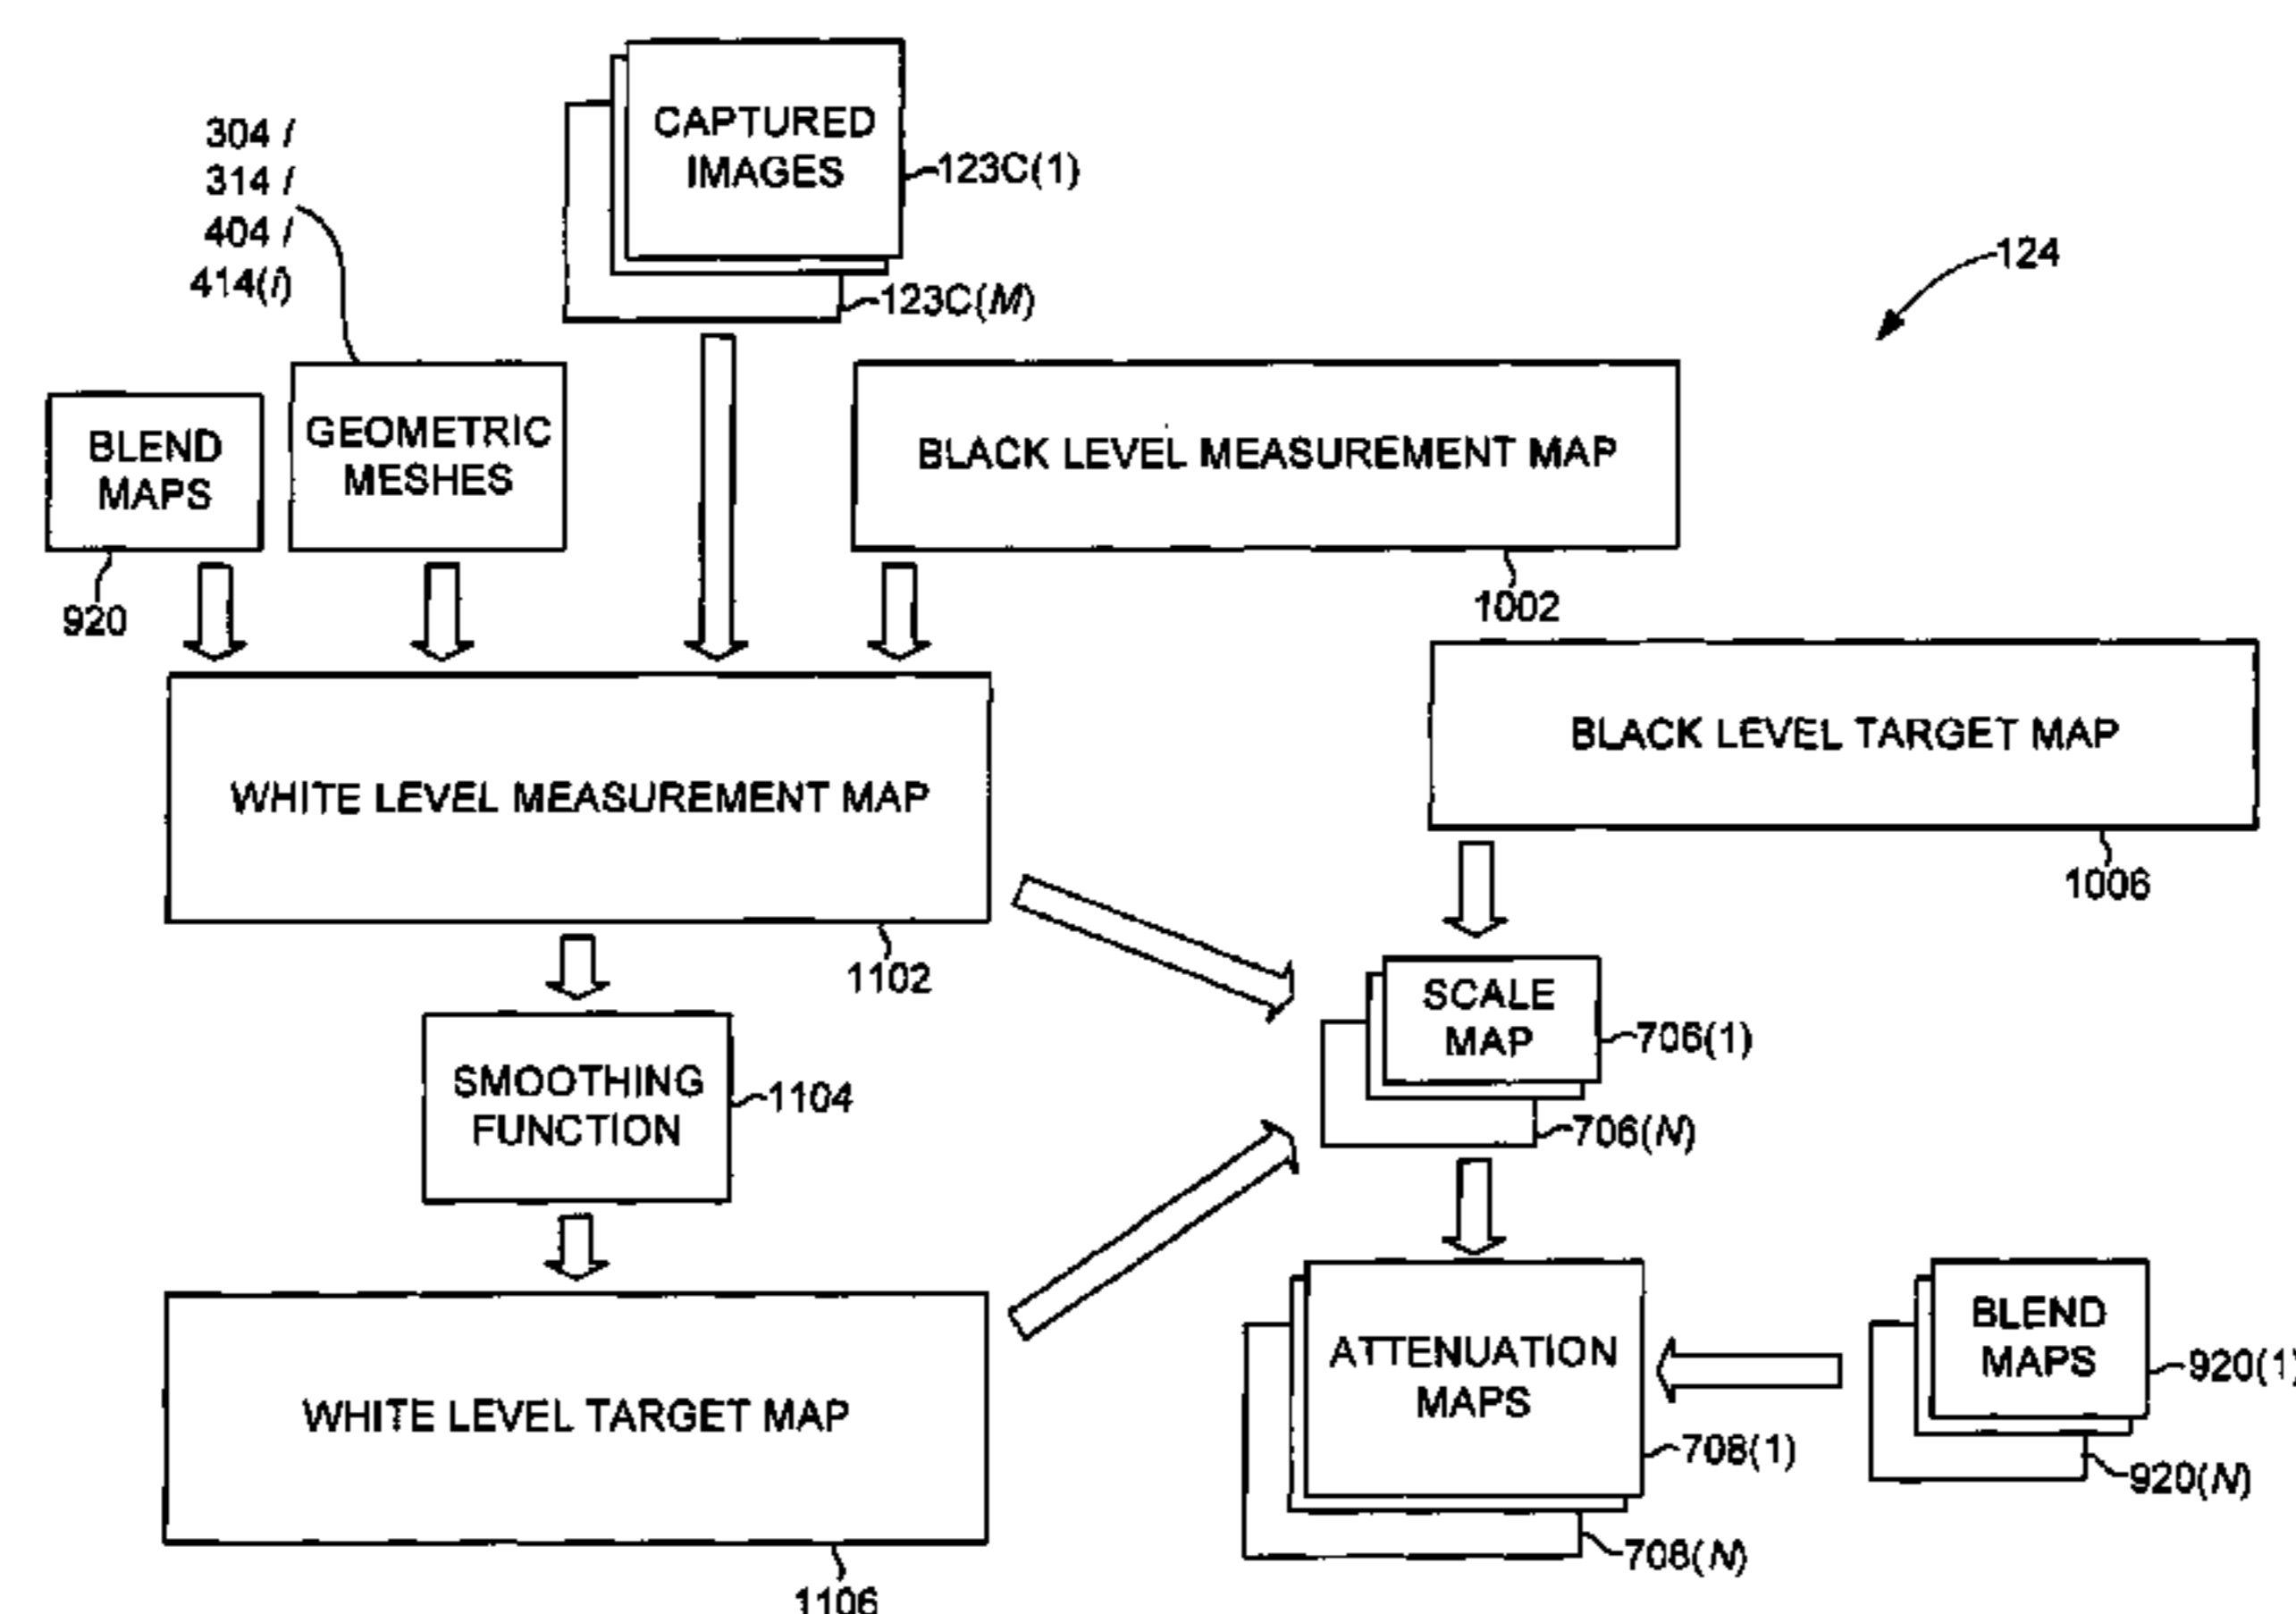 CAPTURED
IMAGES
123C(1)
123C(M)
304 /
314 /
404 /
414(i)
124
BLEND
MAPS
920
GEOMETRIC
MESHES
BLACK LEVEL MEASUREMENT MAP
1002
BLACK LEVEL TARGET MAP
1006
WHITE LEVEL MEASUREMENT MAP
1102
SCALE
MAP
706(1)
706(N)
SMOOTHING
FUNCTION
1104
WHITE LEVEL TARGET MAP
1106
ATTENUATION
MAPS
708(1)
708(N)
BLEND
MAPS
920(1)
920(N)